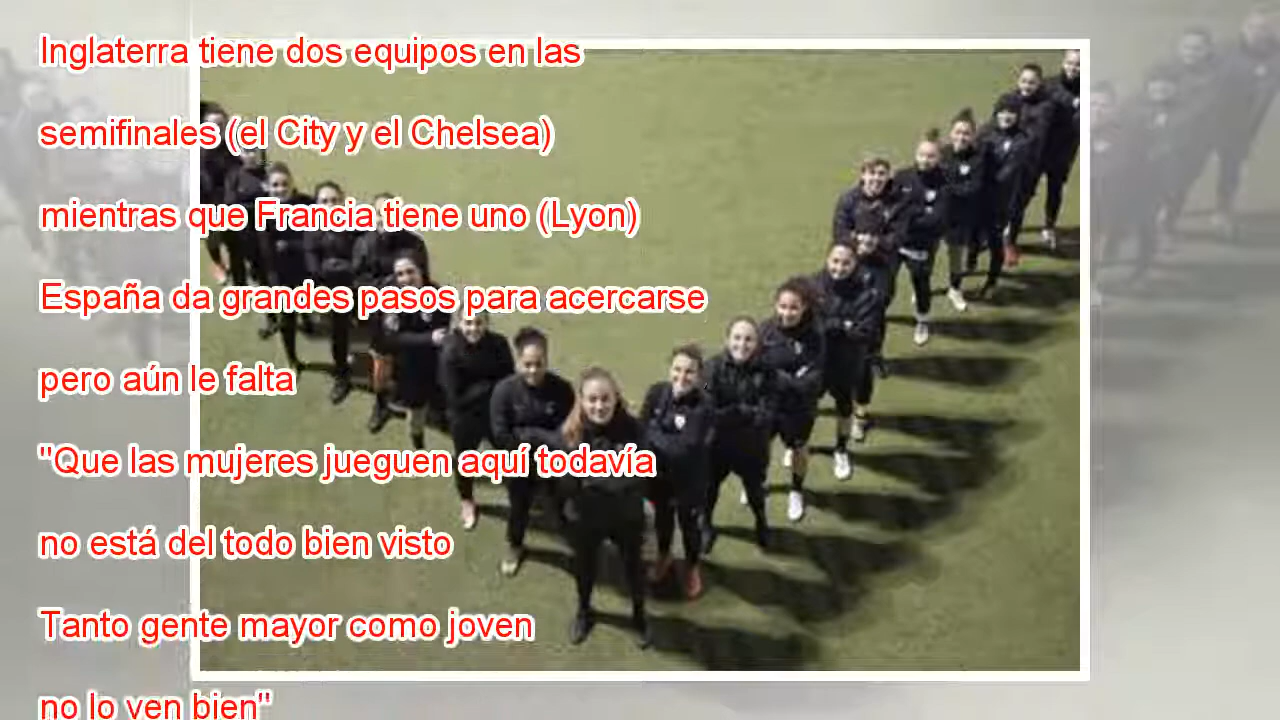 Inglaterra tiene dos equipos en las
semifinales (el City y el Chelsea)
mientras que Francia tiene uno (Lyon)
España da grandes pasos para acercarse
pero aún le falta
"Que las mujeres jueguen aquí todavía
no está del todo bien visto
Tanto gente mayor como joven
no lo ven bien"